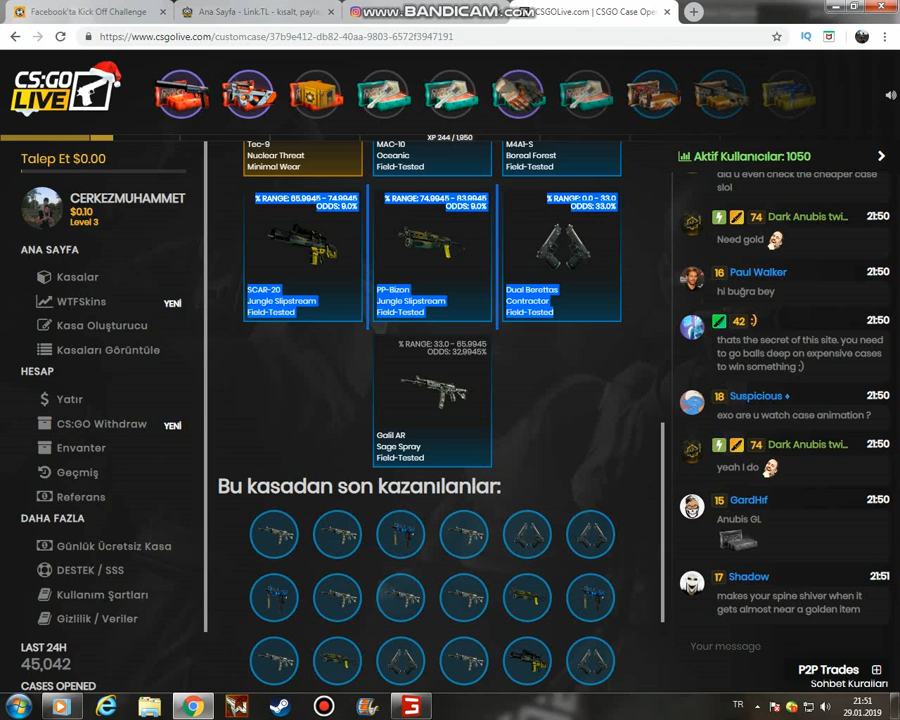 Facebook'ta Kick Off Challenge
Ana Sayfa - Link.TL - kısalt, payla
www.BANDICAM.com
CSGOLive.com | CSGO Case Ope
https://www.csgolive.com/customcase/37b9e412-db82-40aa-9803-6572f3947191
CS:GO
LIVE
XP 244 / 1,950
Talep Et $0.00
CERKEZMUHAMMET
$0.10
Level 3
ANA SAYFA
Kasalar
WTFSkins YENİ
Kasa Oluşturucu
Kasaları Görüntüle
HESAP
Yatır
CS:GO Withdraw YENİ
Envanter
Geçmiş
Referans
DAHA FAZLA
Günlük Ücretsiz Kasa
DESTEK / SSS
Kullanım Şartları
Gizlilik / Veriler
LAST 24H
45,042
CASES OPENED
Tec-9
Nuclear Threat
Minimal Wear
MAC-10
Oceanic
Field-Tested
M4A1-S
Boreal Forest
Field-Tested
% RANGE: 65.9945 - 74.9945
ODDS: 9.0%
SCAR-20
Jungle Slipstream
Field-Tested
% RANGE: 74.9945 - 83.9945
ODDS: 9.0%
PP-Bizon
Jungle Slipstream
Field-Tested
% RANGE: 0.0 - 33.0
ODDS: 33.0%
Dual Berettas
Contractor
Field-Tested
% RANGE: 33.0 - 65.9945
ODDS: 32.9945%
Galil AR
Sage Spray
Field-Tested
Bu kasadan son kazanılanlar:
Aktif Kullanıcılar: 1050
did u even check the cheaper case
slol
74 Dark Anubis twi... 21:50
Need gold
16 Paul Walker 21:50
hi buğra bey
42 :) 21:50
thats the secret of this site. you need
to go balls deep on expensive cases
to win something ;)
18 Suspicious 21:50
exo are u watch case animation ?
74 Dark Anubis twi... 21:50
yeah I do
15 GardHıf 21:50
Anubis GL
17 Shadow 21:51
makes your spine shiver when it
gets almost near a golden item
Your message
P2P Trades
Sohbet Kuralları
TR
21:51
29.01.2019